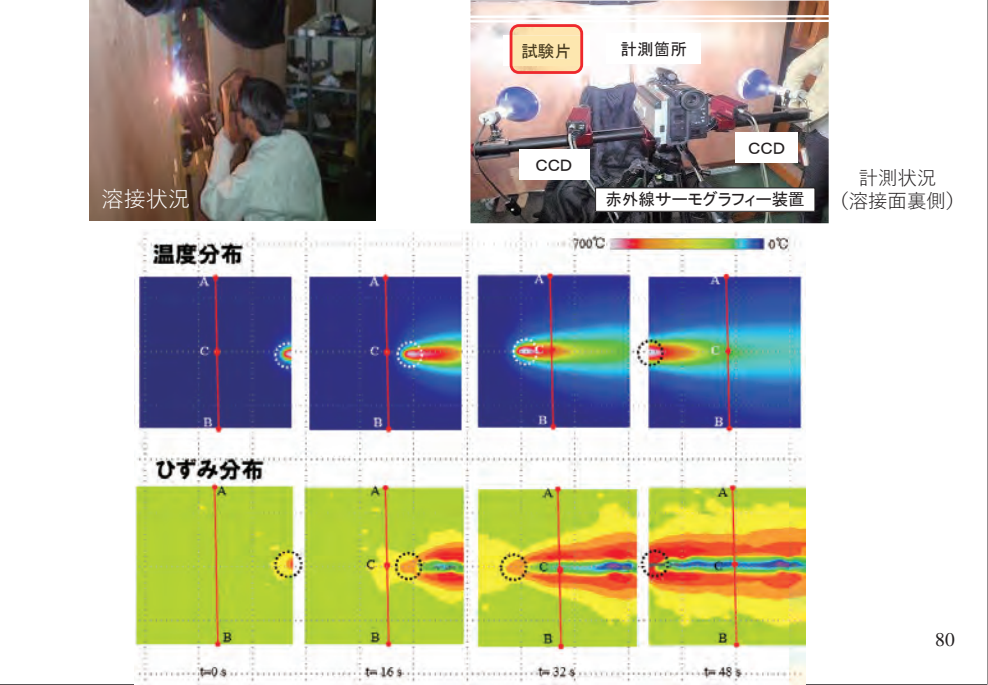 溶接状況
試験片
計測箇所
CCD
CCD
赤外線サーモグラフィー装置
計測状況
（溶接面裏側）
温度分布
700℃
0℃
A
C
B
A
C
B
A
C
B
A
C
B
ひずみ分布
A
B
A
C
B
A
C
B
A
C
B
t=0 s
t=16 s
t=32 s
t=48 s
80